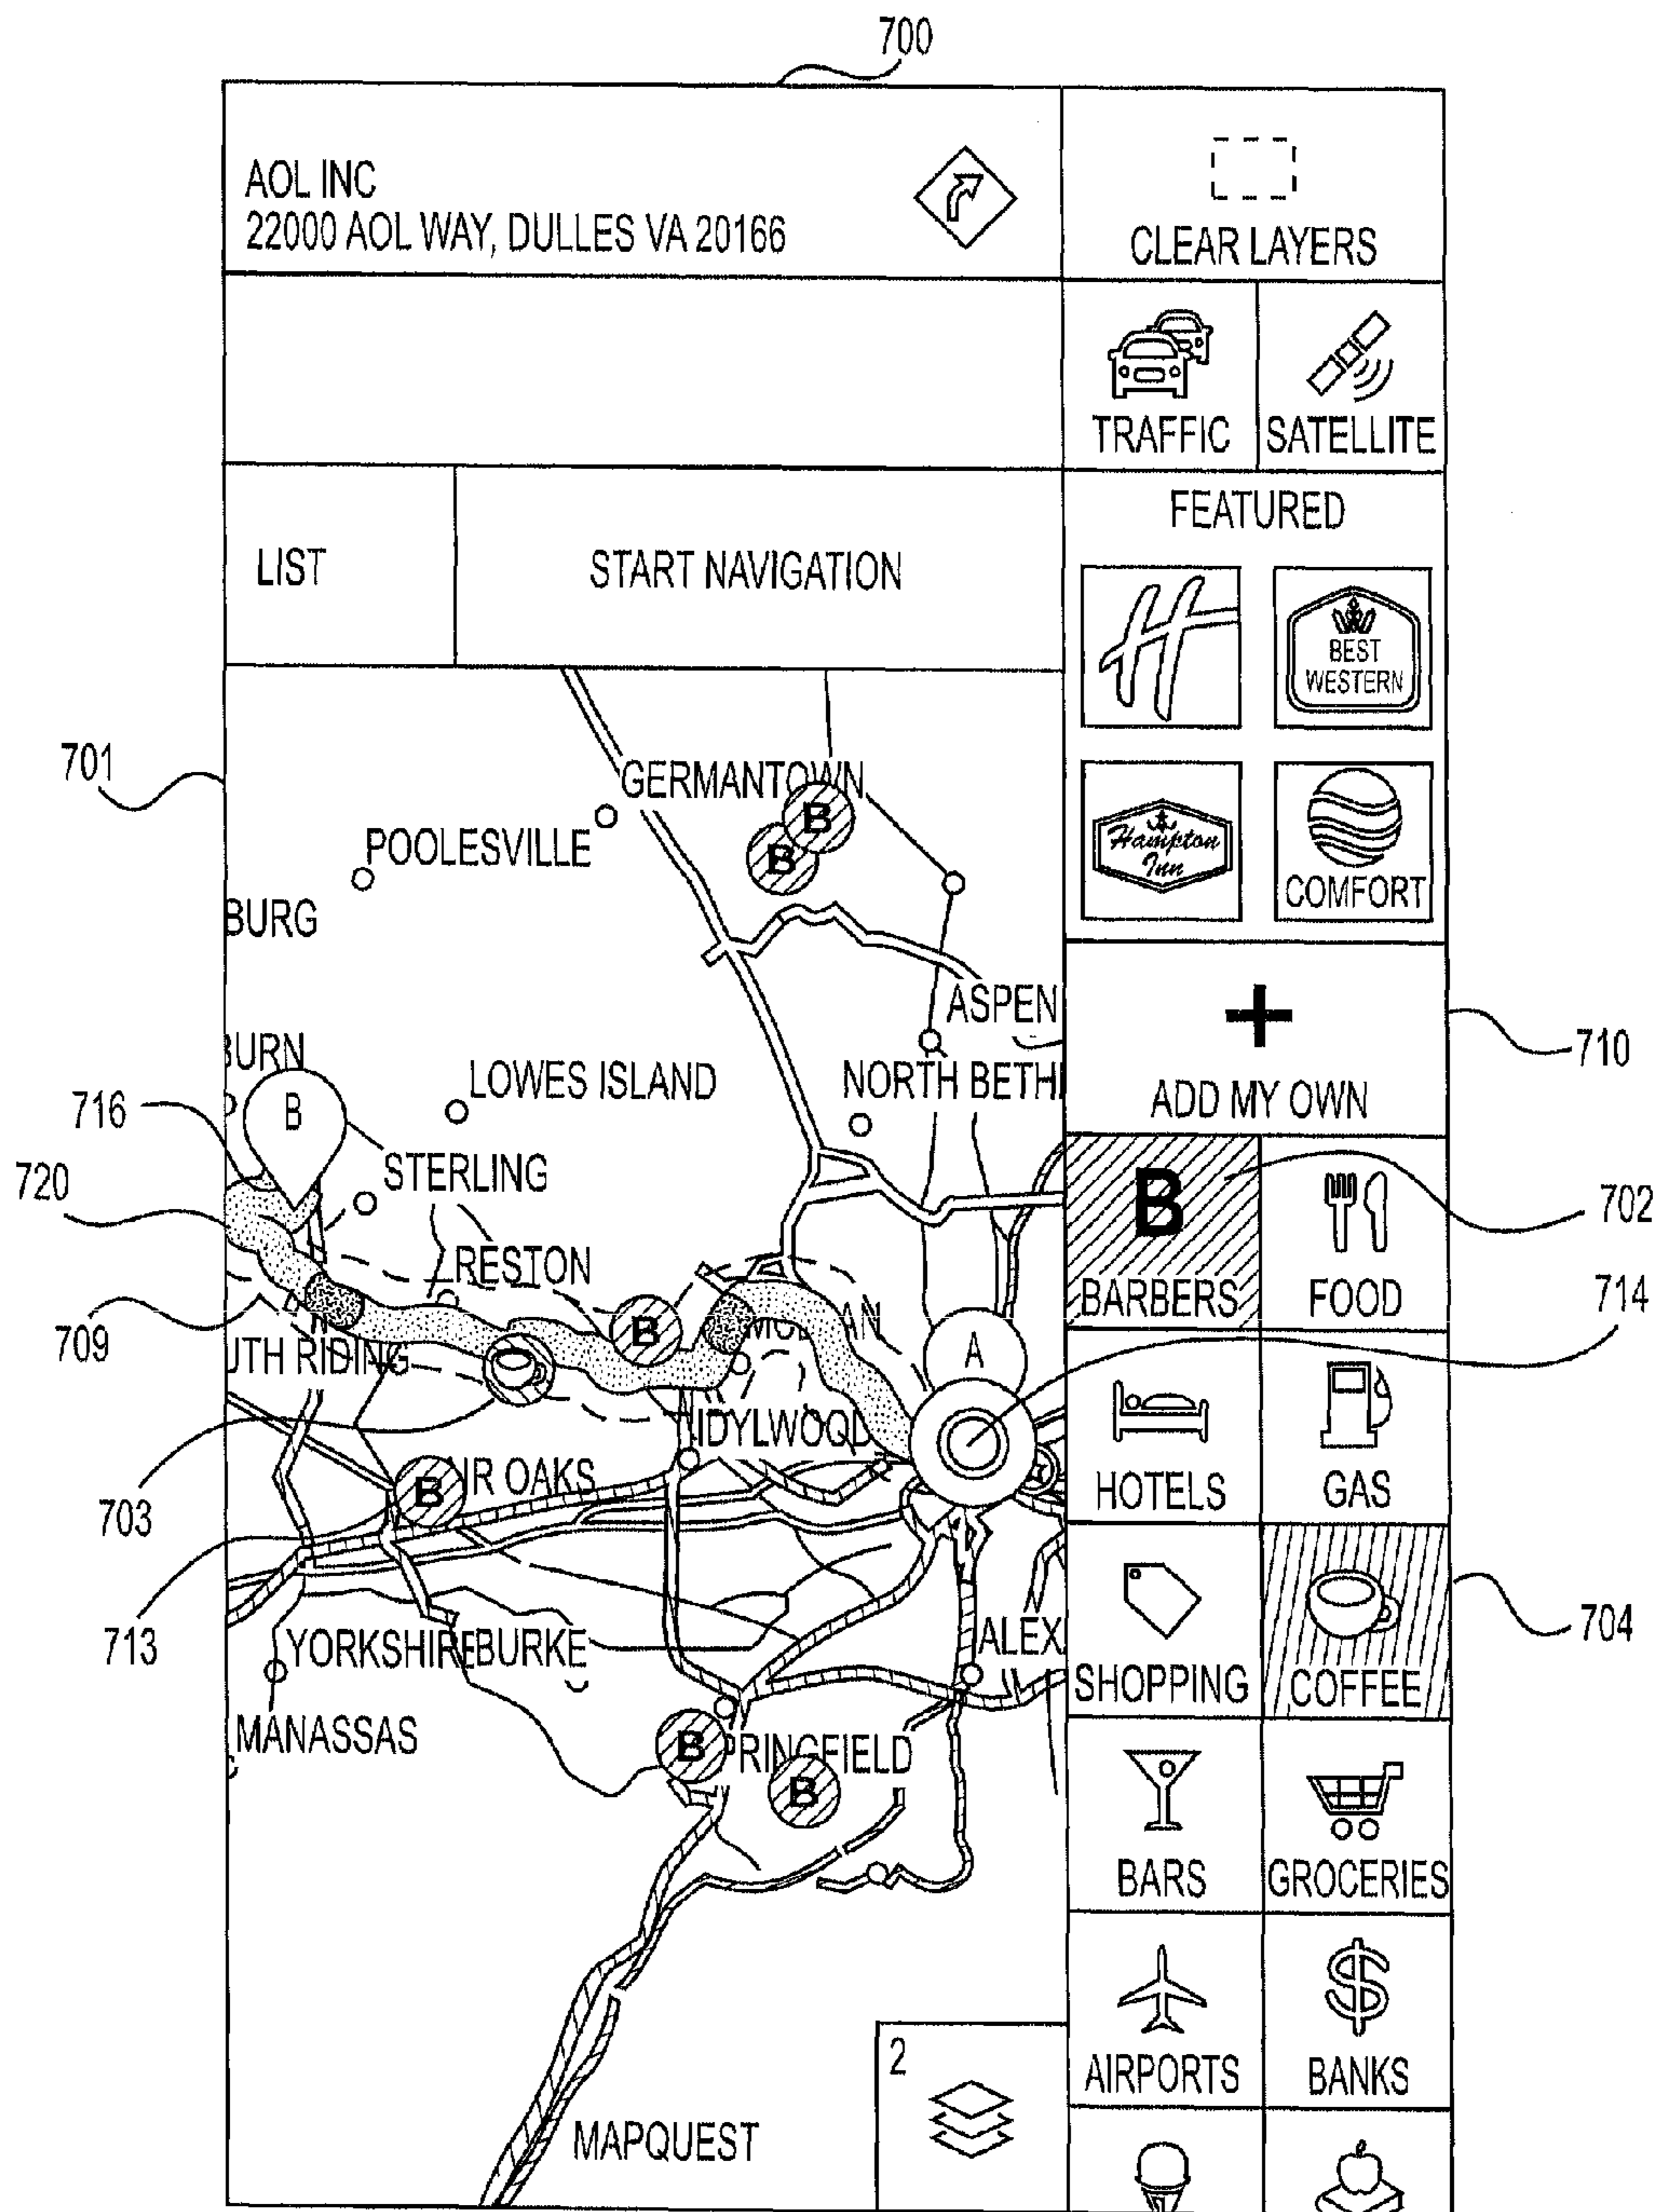 700
AOL INC
22000 AOL WAY, DULLES VA 20166
CLEAR LAYERS
TRAFFIC
SATELLITE
FEATURED
LIST
START NAVIGATION
H
BEST
WESTERN
Hampton
Inn
COMFORT
701
GERMANTOWN
B
B
POOLESVILLE
BURG
ASPEN
+
ADD MY OWN
710
BURN
LOWES ISLAND
NORTH BETH
716
B
STERLING
720
B
BARBERS
FOOD
702
RESTON
B
714
709
UTH RIDING
A
IDYLWOOD
HOTELS
GAS
703
B
IR OAKS
713
SHOPPING
COFFEE
704
YORKSHIRE
BURKE
ALEX
MANASSAS
B
PRINGFIELD
B
BARS
GROCERIES
AIRPORTS
$
BANKS
2
MAPQUEST